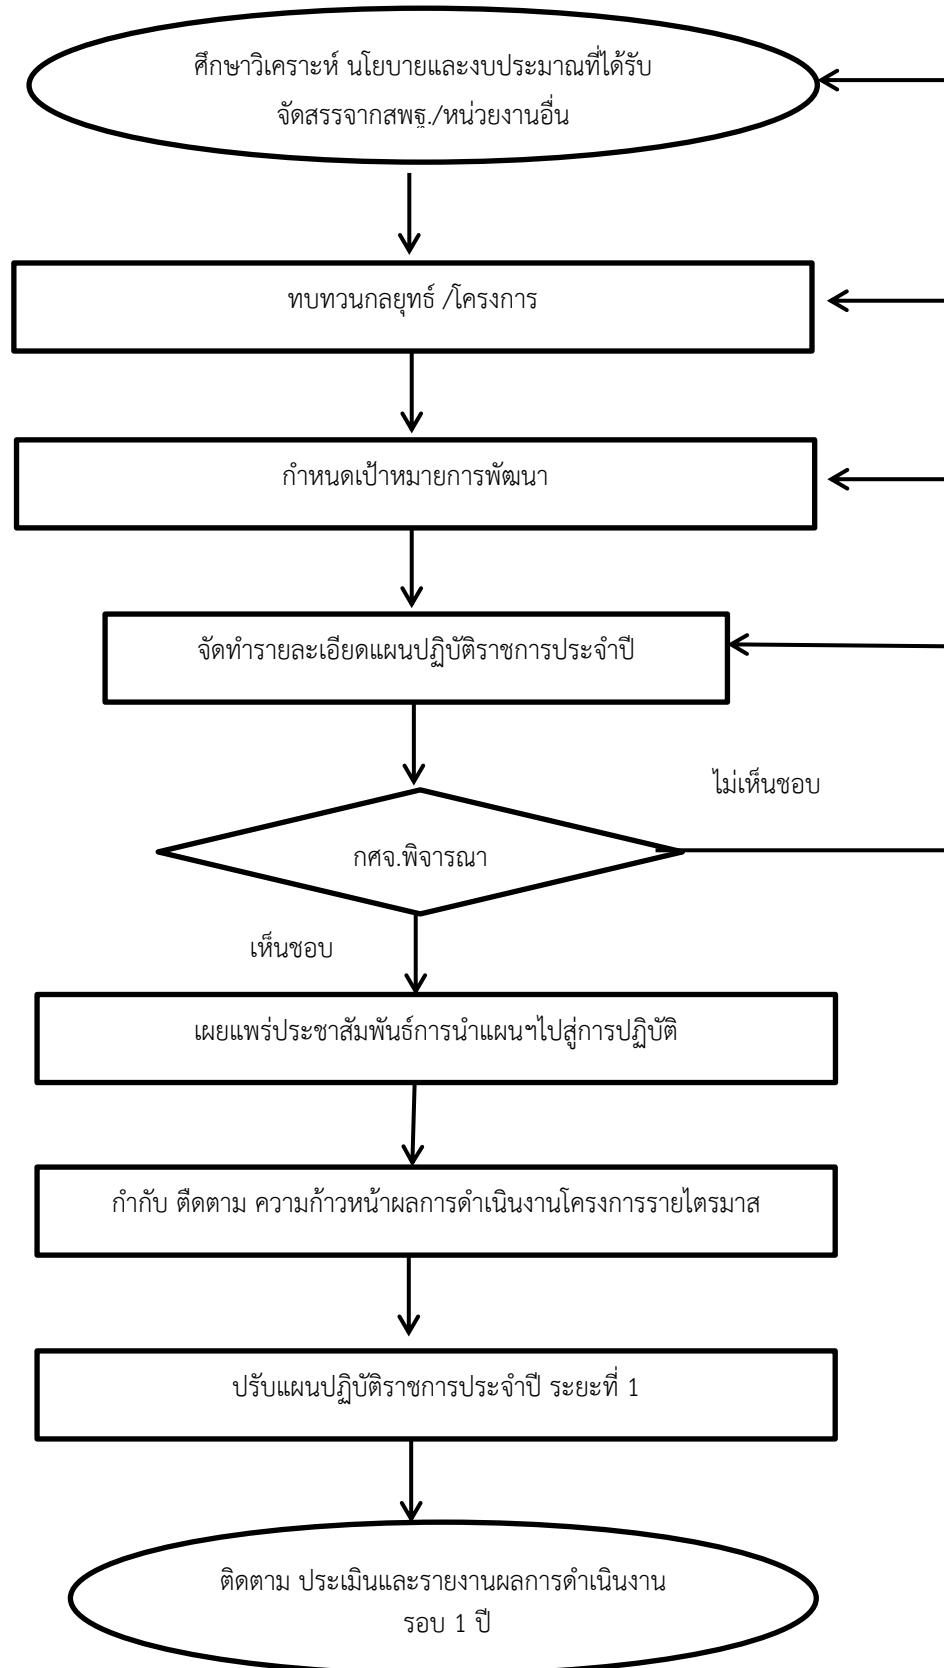 ศึกษาวิเคราะห์ นโยบายและงบประมาณที่ได้รับ
จัดสรรจากสพฐ./หน่วยงานอื่น
ทบทวนกลยุทธ์ /โครงการ
กำหนดเป้าหมายการพัฒนา
จัดทำรายละเอียดแผนปฏิบัติราชการประจำปี
ไม่เห็นชอบ
กศจ.พิจารณา
เห็นชอบ
เผยแพร่ประชาสัมพันธ์การนำแผนฯไปสู่การปฏิบัติ
กำกับ ตืดตาม ความก้าวหน้าผลการดำเนินงานโครงการรายไตรมาส
ปรับแผนปฏิบัติราชการประจำปี ระยะที่ 1
ติดตาม ประเมินและรายงานผลการดำเนินงาน
รอบ 1 ปี